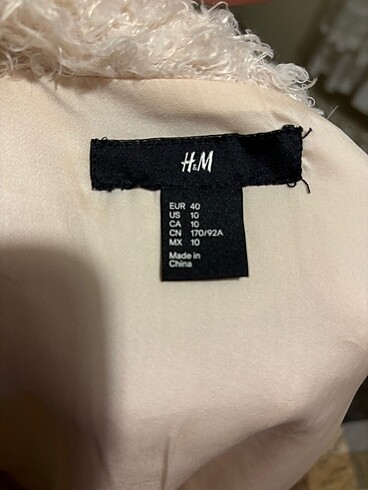 H&M
EUR 40
US 10
CA 10
CN 170/92A
MX 10
Made in
China